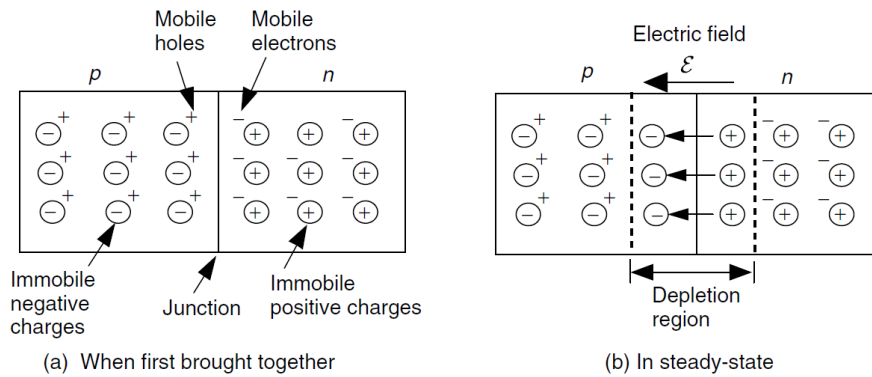 Mobile
holes
Mobile
electrons
p
n
Immobile
negative
charges
Junction
Immobile
positive charges
(a) When first brought together
Electric field
ℰ
p
n
Depletion
region
(b) In steady-state